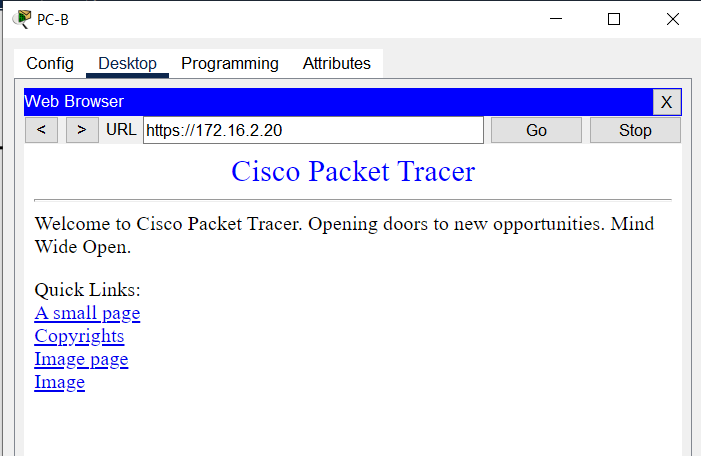 PC-B
Config Desktop Programming Attributes
Web Browser X
< > URL https://172.16.2.20 Go Stop
Cisco Packet Tracer
Welcome to Cisco Packet Tracer. Opening doors to new opportunities. Mind
Wide Open.
Quick Links:
A small page
Copyrights
Image page
Image